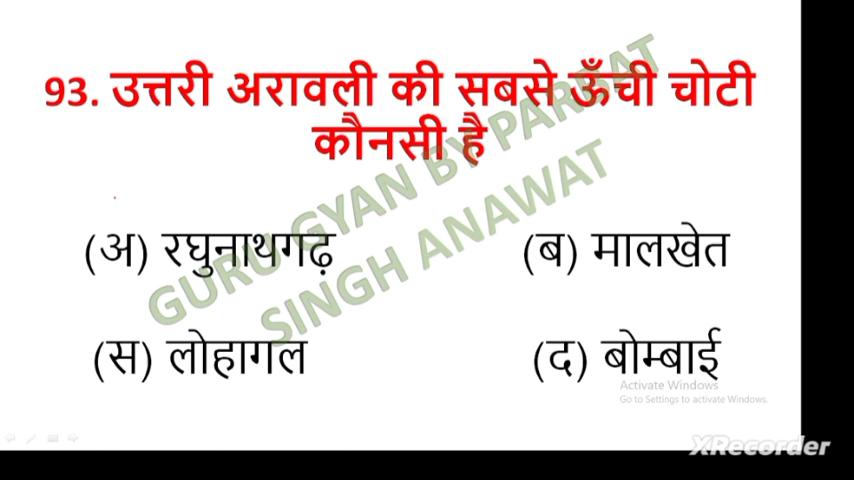 93. उत्तरी अरावली की सबसे ऊँची चोटी
कौनसी है
GURU GYAN BY PARBAT
SINGH ANAWAT
(अ) रघुनाथगढ़
(ब) मालखेत
(स) लोहागल
(द) बोम्बाई
Activate Windows
Go to Settings to activate Windows.
XRecorder